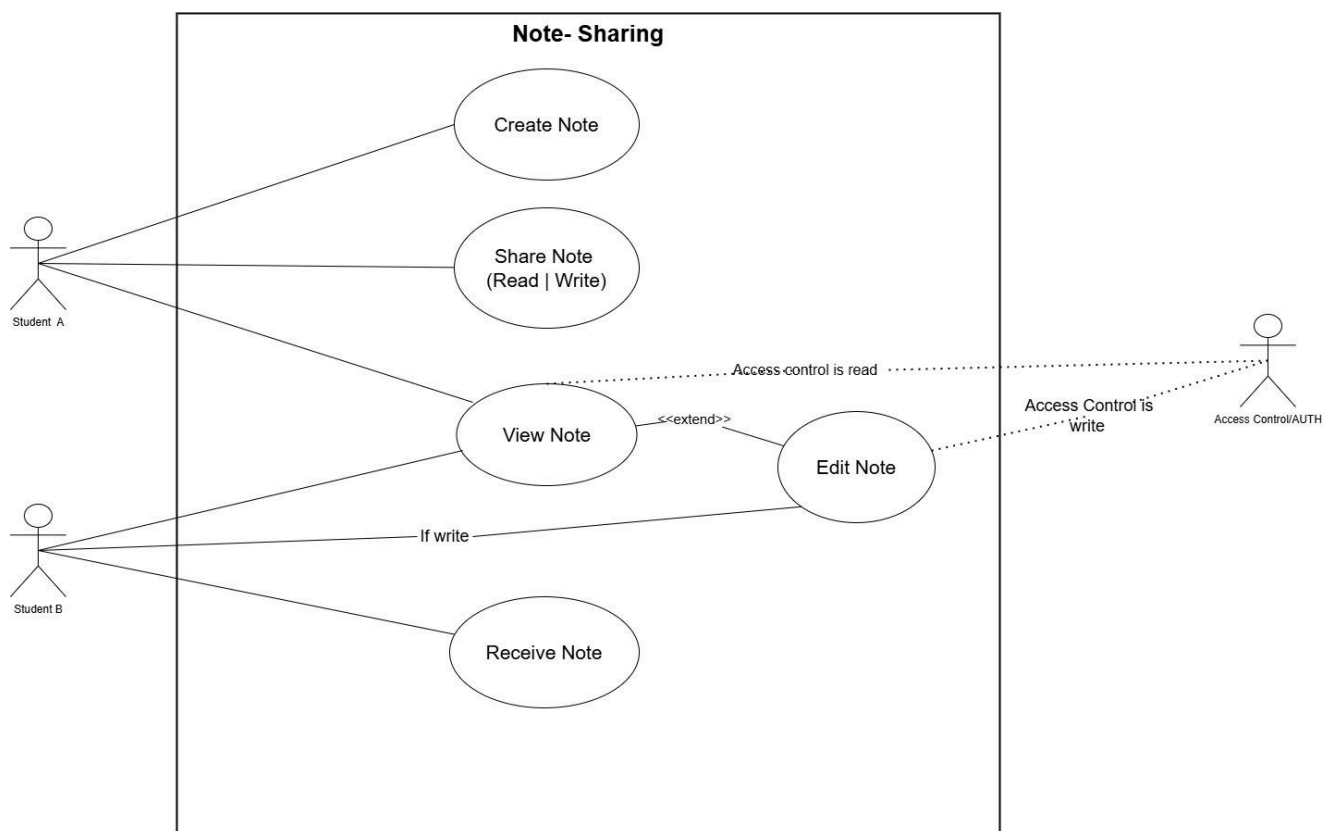 Note- Sharing
Create Note
Share Note
(Read | Write)
Student  A
Access control is read
Access Control is
write
Access Control/AUTH
<<extend>>
View Note
Edit Note
If write
Student B
Receive Note